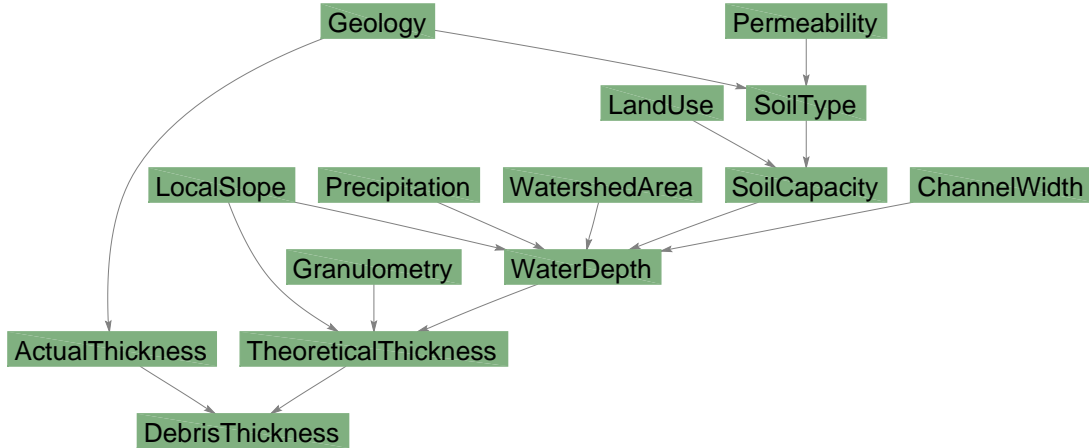 Geology
Permeability
LandUse
SoilType
LocalSlope
Precipitation
WatershedArea
SoilCapacity
ChannelWidth
Granulometry
WaterDepth
ActualThickness
TheoreticalThickness
DebrisThickness